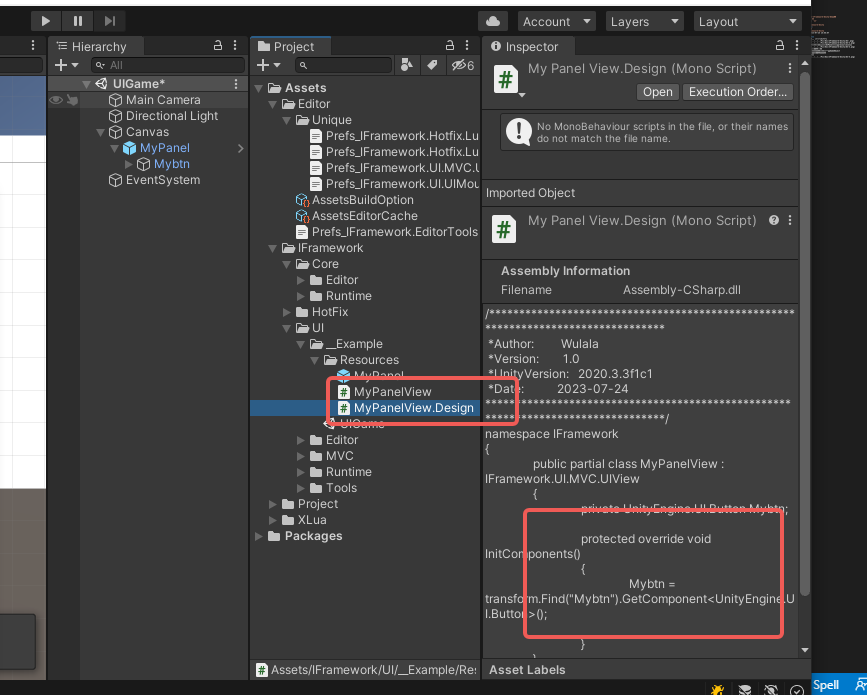 Account
Layers
Layout
Hierarchy
All
UIGame*
Main Camera
Directional Light
Canvas
MyPanel
Mybtn
EventSystem
Project
6
Assets
Editor
Unique
Prefs_IFramework.Hotfix.Lu
Prefs_IFramework.Hotfix.Lu
Prefs_IFramework.UI.MVC.U
Prefs_IFramework.UI.UIMou
AssetsBuildOption
AssetsEditorCache
Prefs_IFramework.EditorTools
IFramework
Core
Editor
Runtime
HotFix
UI
__Example
Resources
MyPanel
MyPanelView
MyPanelView.Design
UIGame
Editor
MVC
Runtime
Tools
Project
XLua
Packages
Assets/IFramework/UI/__Example/Res
Inspector
My Panel View.Design (Mono Script)
Open
Execution Order...
No MonoBehaviour scripts in the file, or their names
do not match the file name.
Imported Object
My Panel View.Design (Mono Script)
Assembly Information
Filename Assembly-CSharp.dll
/***************************************************
******************************
*Author: Wulala
*Version: 1.0
*UnityVersion: 2020.3.3f1c1
*Date: 2023-07-24
***************************************************
******************************/
namespace IFramework
{
public partial class MyPanelView :
IFramework.UI.MVC.UIView
{
private UnityEngine.UI.Button Mybtn;
protected override void
InitComponents()
{
Mybtn =
transform.Find("Mybtn").GetComponent<UnityEngine.U
I.Button>();
}
Asset Labels
Spell